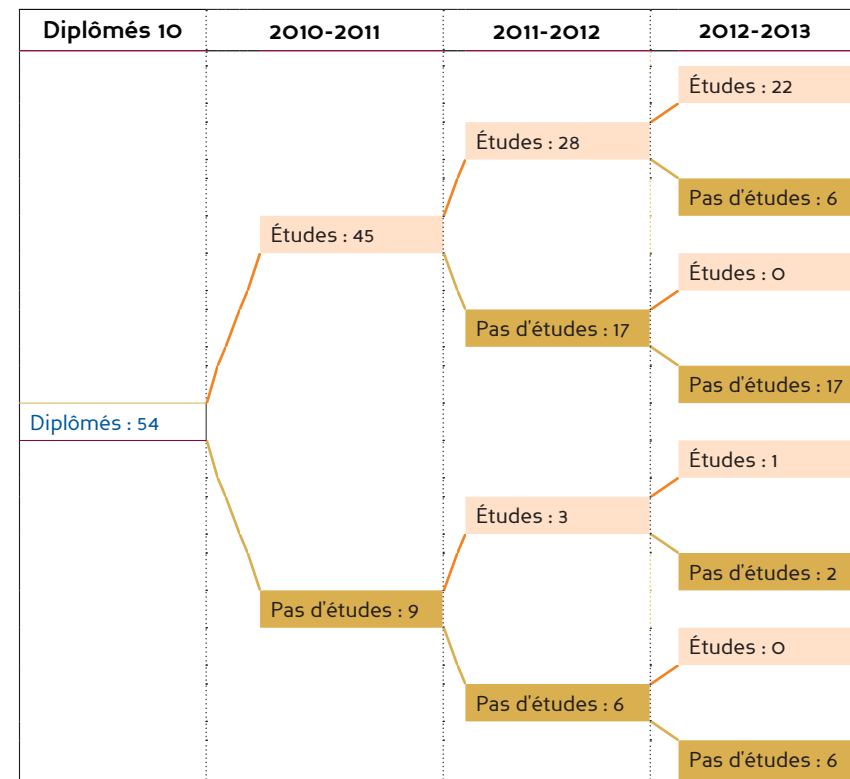 Diplômés 10 2010-2011 2011-2012 2012-2013
Études : 22
Études : 28
Pas d'études : 6
Études : 45
Études : 0
Pas d'études : 17
Pas d'études : 17
Diplômés : 54
Études : 1
Études : 3
Pas d'études : 2
Pas d'études : 9
Études : 0
Pas d'études : 6
Pas d'études : 6